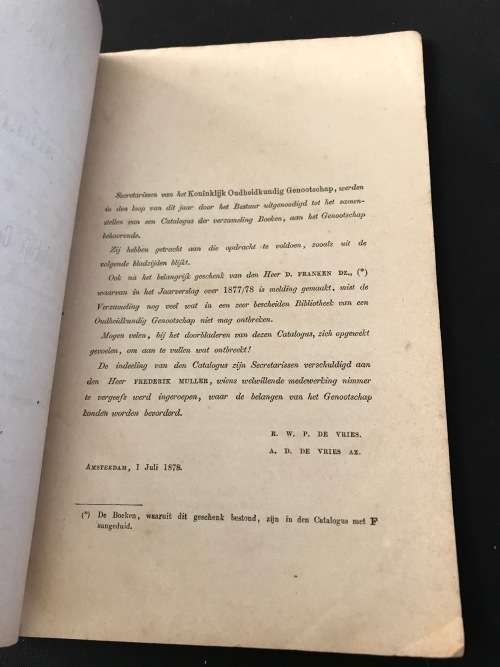 Secretarissen van het Koninklijk Oudheidkundig Genootschap, werden
in den loop van dit jaar door het Bestuur uitgenoodigd tot het samen-
stellen van een Catalogus der verzameling Boeken, aan het Genootschap
behoorende.
Zij hebben getracht aan die opdracht te voldoen, zooals uit de
volgende bladzijden blijkt.
Ook na het belangrijk geschenk van den Heer D. FRANKEN DZ., (*)
waarvan in het Jaarverslag over 1877/78 is melding gemaakt, mist de
Verzameling nog veel wat in een zeer bescheiden Bibliotheek van een
Oudheidkundig Genootschap niet mag ontbreken.
Mogen velen, bij het doorbladeren van dezen Catalogus, zich opgewekt
gevoelen, om aan te vullen wat ontbreekt!
De indeeling van den Catalogus zijn Secretarissen verschuldigd aan
den Heer FREDERIK MULLER, wiens welwillende medewerking nimmer
te vergeefs werd ingeroepen, waar de belangen van het Genootschap
konden worden bevorderd.
R. W. P. DE VRIES.
A. D. DE VRIES AZ.
AMSTERDAM, 1 Juli 1878.
(*) De Boeken, waaruit dit geschenk bestond, zijn in den Catalogus met F
aangeduid.